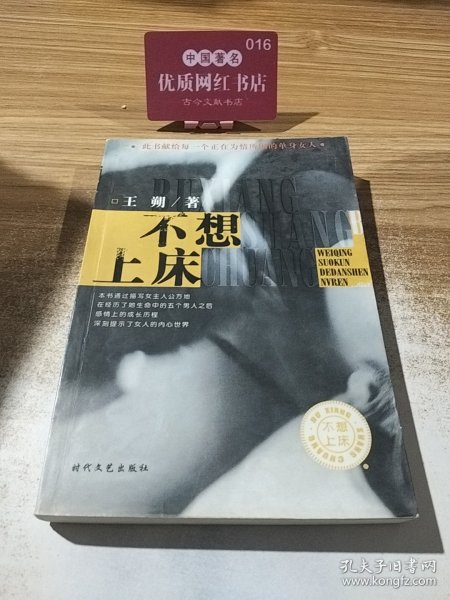 016
中国著名
优质网红书店
古今文献书店
·此书献给每一个正在为情所困的单身女人·
BUXIANG
SHANG
CHUANG
□王 朔/著
不想
上床
WEIQING
SUOKUN
DEDANSHEN
NVREN
本书通过描写女主人公方地
在经历了她生命中的五个男人之后
感情上的成长历程
深刻提示了女人的内心世界
不想
上床
时代文艺出版社
孔夫子旧书网
www.kongfz.com